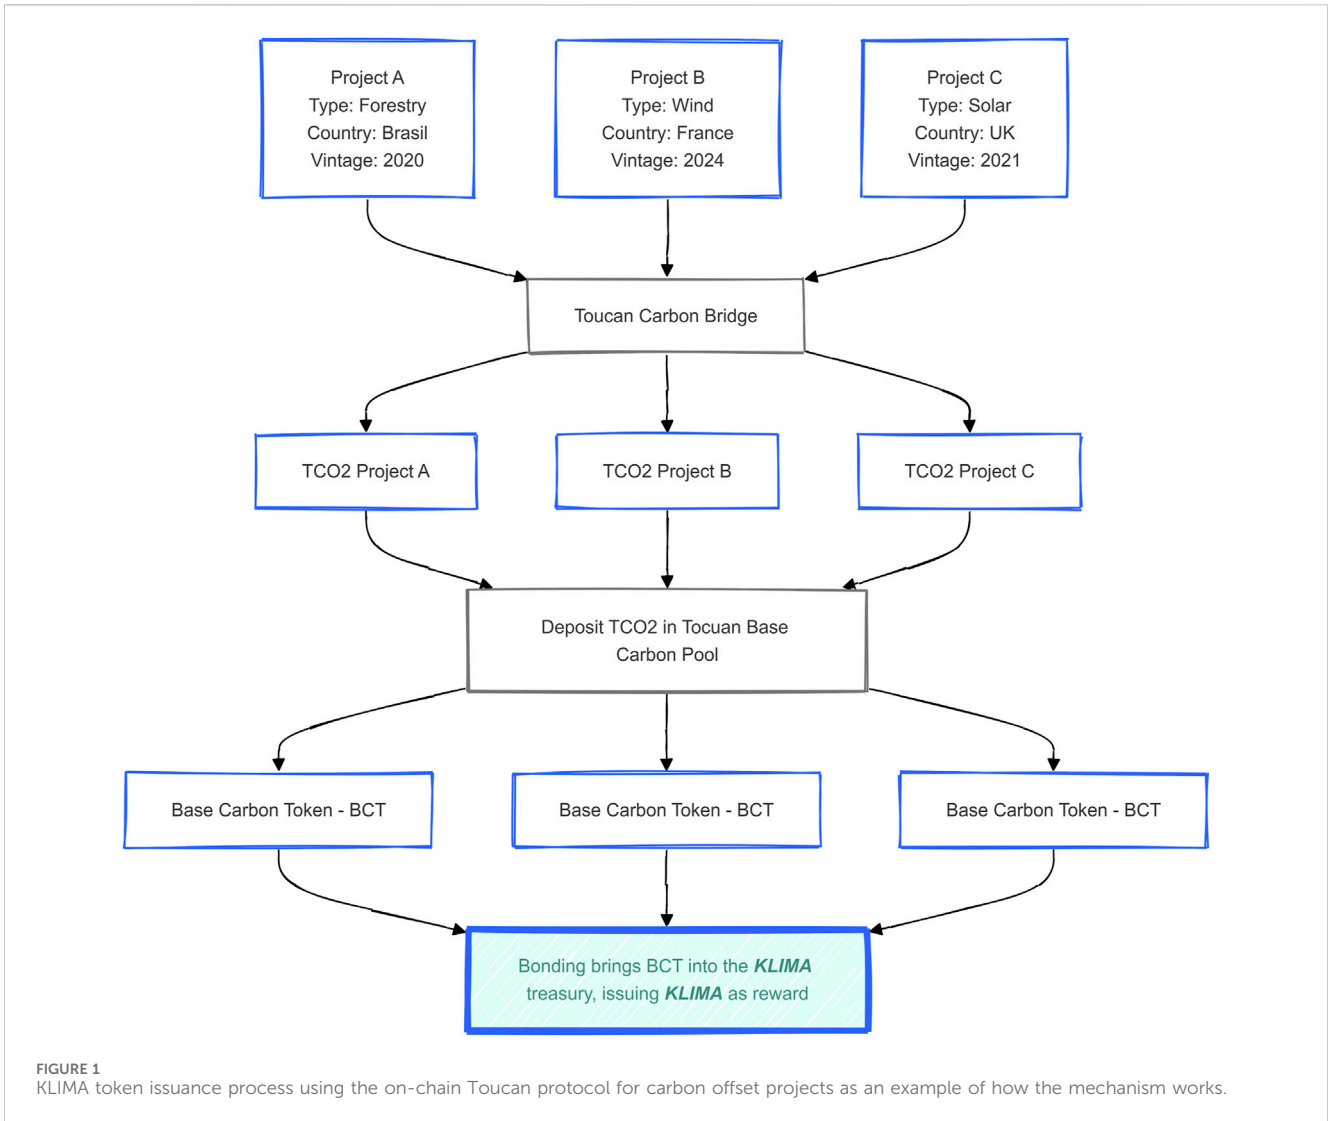 Project A
Type: Forestry
Country: Brasil
Vintage: 2020
Project B
Type: Wind
Country: France
Vintage: 2024
Project C
Type: Solar
Country: UK
Vintage: 2021
Toucan Carbon Bridge
TCO2 Project A
TCO2 Project B
TCO2 Project C
Deposit TCO2 in Tocuan Base
Carbon Pool
Base Carbon Token - BCT
Base Carbon Token - BCT
Base Carbon Token - BCT
Bonding brings BCT into the KLIMA
treasury, issuing KLIMA as reward
FIGURE 1
KLIMA token issuance process using the on-chain Toucan protocol for carbon offset projects as an example of how the mechanism works.